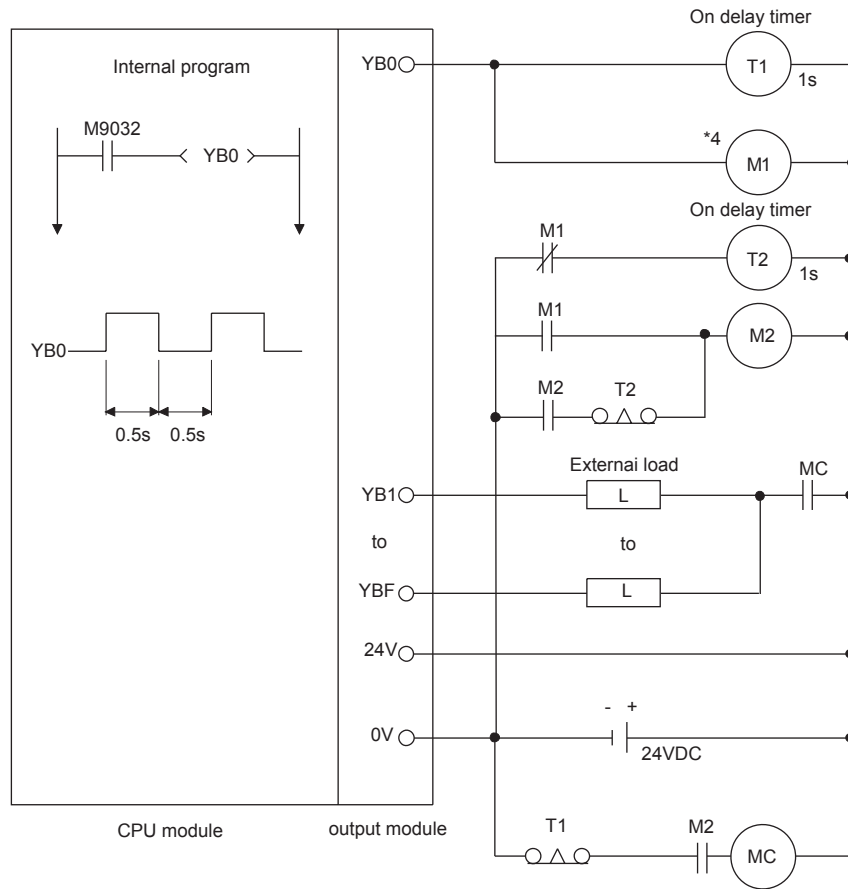 On delay timer
Internal program
YB0
T1
1s
M9032
YB0
*4
M1
On delay timer
M1
T2
1s
M1
M2
YB0
M2
T2
0.5s
0.5s
Externai load
MC
YB1
L
to
to
YBF
L
24V
- +
0V
24VDC
CPU module
output module
T1
M2
MC